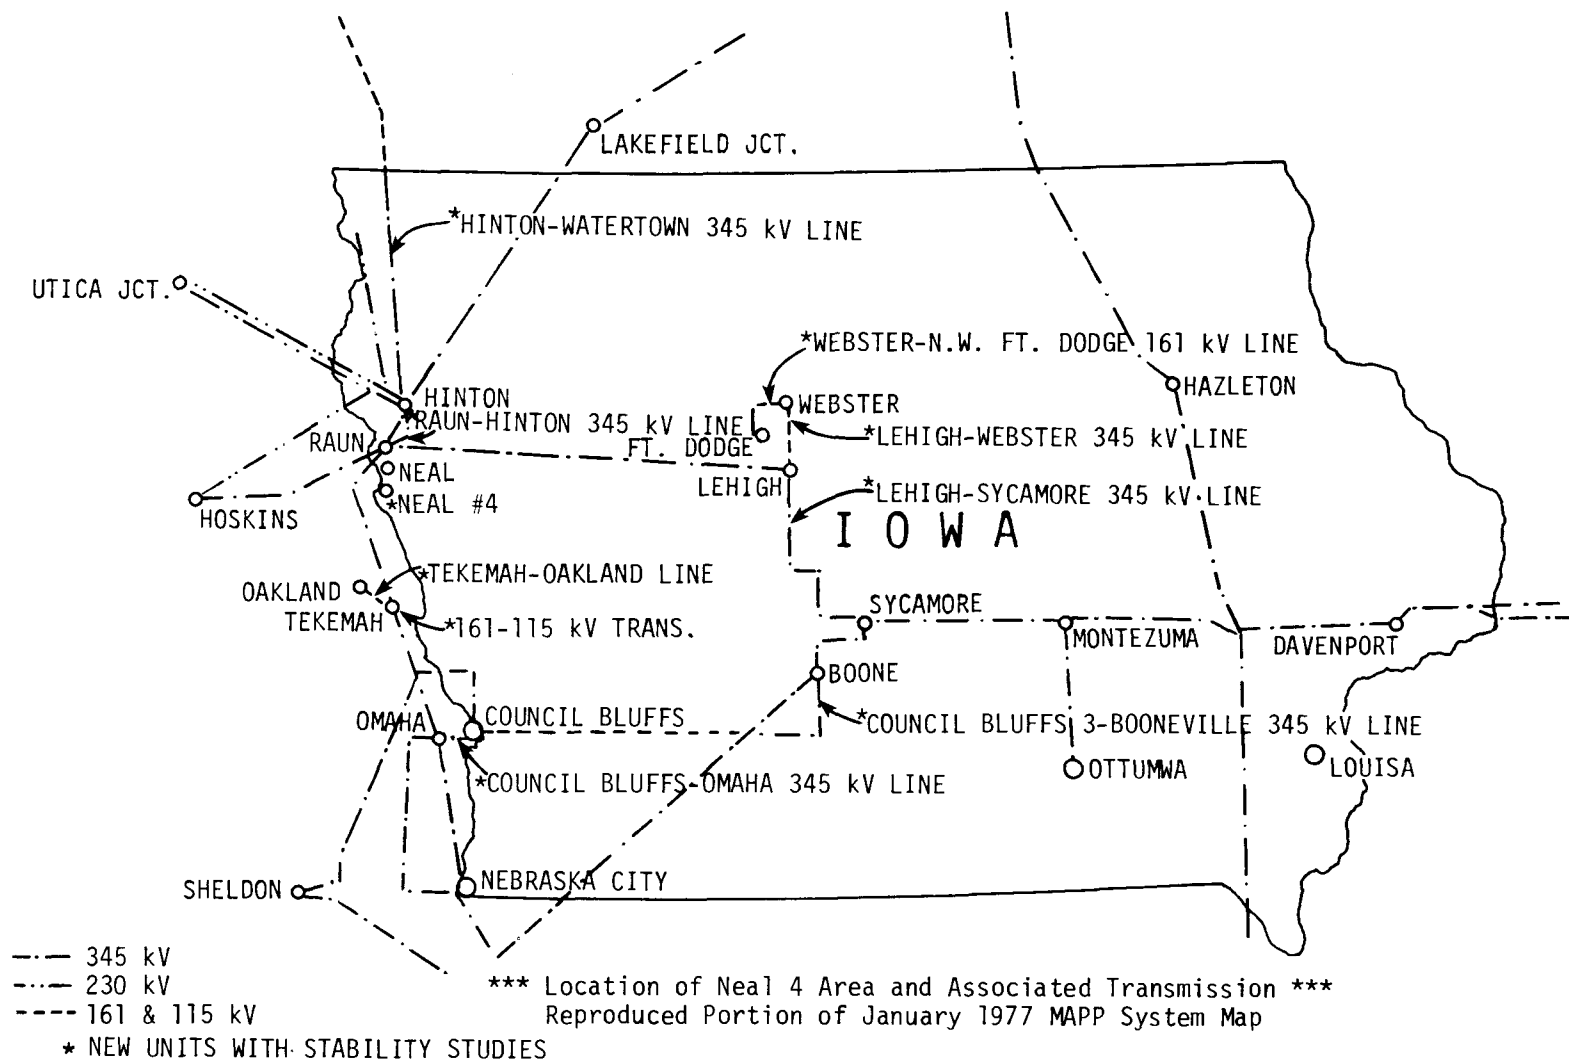 LAKEFIELD JCT.
*HINTON-WATERTOWN 345 kV LINE
UTICA JCT.
*WEBSTER-N.W. FT. DODGE 161 kV LINE
HAZLETON
HINTON
WEBSTER
*RAUN-HINTON 345 kV LINE
*LEHIGH-WEBSTER 345 kV LINE
RAUN
FT. DODGE
NEAL
LEHIGH
*LEHIGH-SYCAMORE 345 kV LINE
*NEAL #4
HOSKINS
IOWA
*TEKEMAH-OAKLAND LINE
OAKLAND
SYCAMORE
TEKEMAH
*161-115 kV TRANS.
MONTEZUMA
DAVENPORT
BOONE
OMAHA
COUNCIL BLUFFS
*COUNCIL BLUFFS 3-BOONEVILLE 345 kV LINE
OTTUMWA
LOUISA
*COUNCIL BLUFFS-OMAHA 345 kV LINE
SHELDON
NEBRASKA CITY
345 kV
230 kV
161 & 115 kV
* NEW UNITS WITH STABILITY STUDIES
*** Location of Neal 4 Area and Associated Transmission ***
Reproduced Portion of January 1977 MAPP System Map